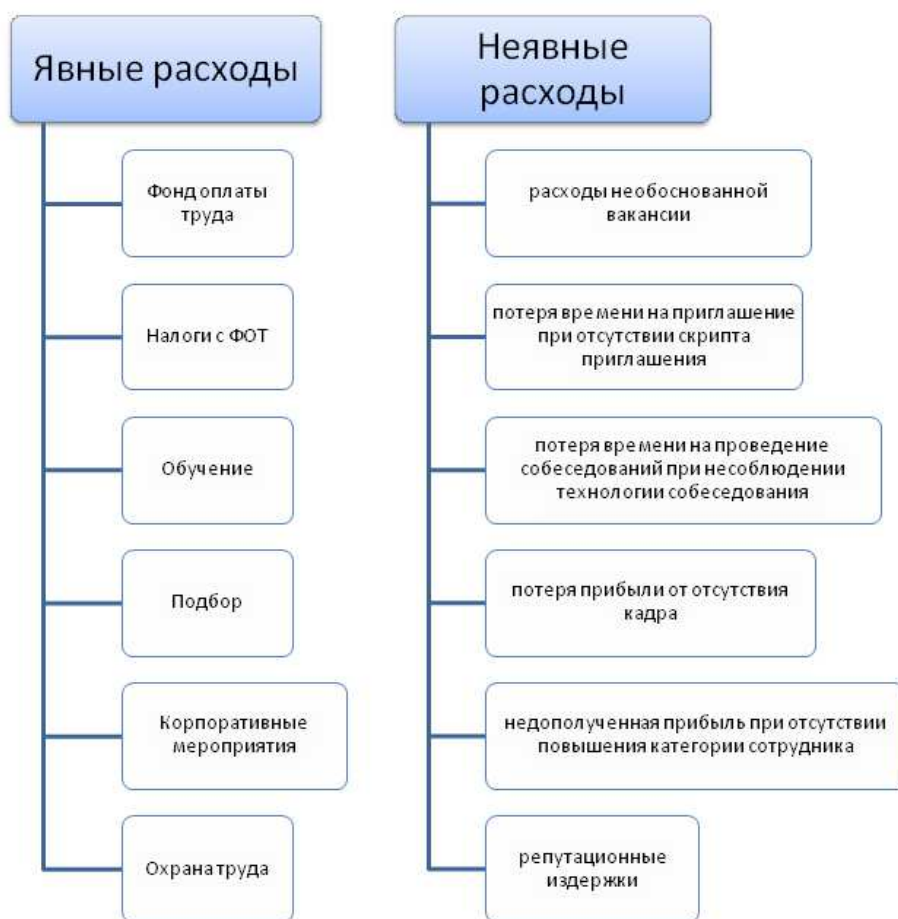 Явные расходы
Фонд оплаты
труда
Налоги с ФОТ
Обучение
Подбор
Корпоративные
мероприятия
Охрана труда
Неявные
расходы
расходы необоснованной
вакансии
потеря времени на приглашение
при отсутствии скрипта
приглашения
потеря времени на проведение
собеседований при несоблюдении
технологии собеседования
потеря прибыли от отсутствия
кадра
недополученная прибыль при отсутствии
повышения категории сотрудника
репутационные
издержки